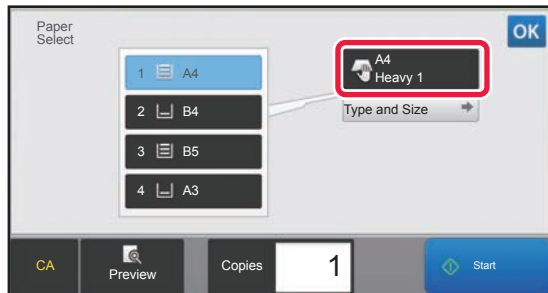 Paper
Select
OK
1 A4
2 B4
3 B5
4 A3
A4
Heavy 1
Type and Size
CA
Preview
Copies
1
Start